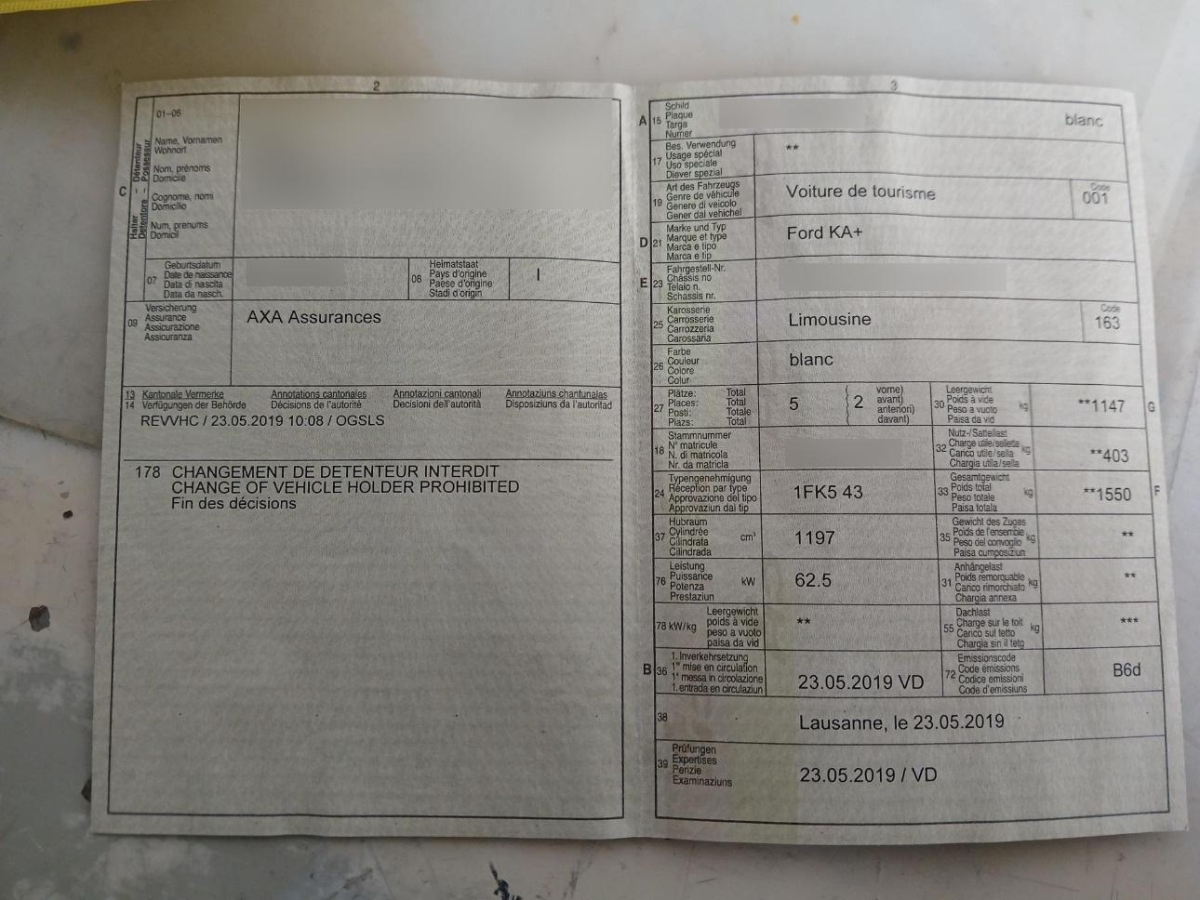 2
01-06
Halter – Détenteur
Detentora – Possessur
C
Name, Vornamen
Wohnort
Nom, prénoms
Domicile
Cognome, nomi
Domicilio
Num, prenums
Domicil
07
Geburtsdatum
Date de naissance
Data di nascita
Data da nasch.
08
Heimatstaat
Pays d'origine
Paese d'origine
Stadi d'origin
I
09
Versicherung
Assurance
Assicurazione
Assicuranza
AXA Assurances
13 Kantonale Vermerke Annotations cantonales Annotazioni cantonali Annotaziuns chantunalas
14 Verfügungen der Behörde Décisions de l'autorité Decisioni dell'autorità Disposiziuns da l'autoritad
REVVHC / 23.05.2019 10:08 / OGSLS
178 CHANGEMENT DE DETENTEUR INTERDIT
CHANGE OF VEHICLE HOLDER PROHIBITED
Fin des décisions
3
A 15
Schild
Plaque
Targa
Numer
blanc
17
Bes. Verwendung
Usage spécial
Uso speciale
Diever spezial
**
19
Art des Fahrzeugs
Genre de véhicule
Genere di veicolo
Gener dal vehichel
Voiture de tourisme
Code
001
D 21
Marke und Typ
Marque et type
Marca e tipo
Marca e tip
Ford KA+
E 23
Fahrgestell-Nr.
Châssis no
Telaio n.
Schassis nr.
25
Karosserie
Carrosserie
Carrozzeria
Carossaria
Limousine
Code
163
26
Farbe
Couleur
Colore
Colur
blanc
27
Plätze: Total
Places: Total
Posti: Totale
Plazs: Total
5
2
vorne)
avant)
anteriori)
davant)
30
Leergewicht
Poids à vide
Peso a vuoto
Paisa da vid
kg
**1147
G
18
Stammnummer
N° matricule
N. di matricola
Nr. da matricla
32
Nutz-/Sattellast
Charge utile/sellette
Carico utile/sella
Chargia utila/sella
kg
**403
24
Typengenehmigung
Réception par type
Approvazione del tipo
Approvaziun dal tip
1FK5 43
33
Gesamtgewicht
Poids total
Peso totale
Paisa totala
kg
**1550
F
37
Hubraum
Cylindrée
Cilindrata
Cilindrada
cm³
1197
35
Gewicht des Zuges
Poids de l'ensemble
Peso del convoglio
Paisa cumposiziun
kg
**
76
Leistung
Puissance
Potenza
Prestaziun
kW
62.5
31
Anhängelast
Poids remorquable
Carico rimorchiato
Chargia annexa
kg
**
78 kW/kg
Leergewicht
poids à vide
peso a vuoto
paisa da vid
**
55
Dachlast
Charge sur le toit
Carico sul tetto
Chargia sin il tetg
kg
***
B 36
1. Inverkehrsetzung
1re mise en circulation
1a messa in circolazione
1. entrada en circulaziun
23.05.2019 VD
72
Emissionscode
Code émissions
Codice emissioni
Code d'emissiuns
B6d
38
Lausanne, le 23.05.2019
39
Prüfungen
Expertises
Perizie
Examinaziuns
23.05.2019 / VD